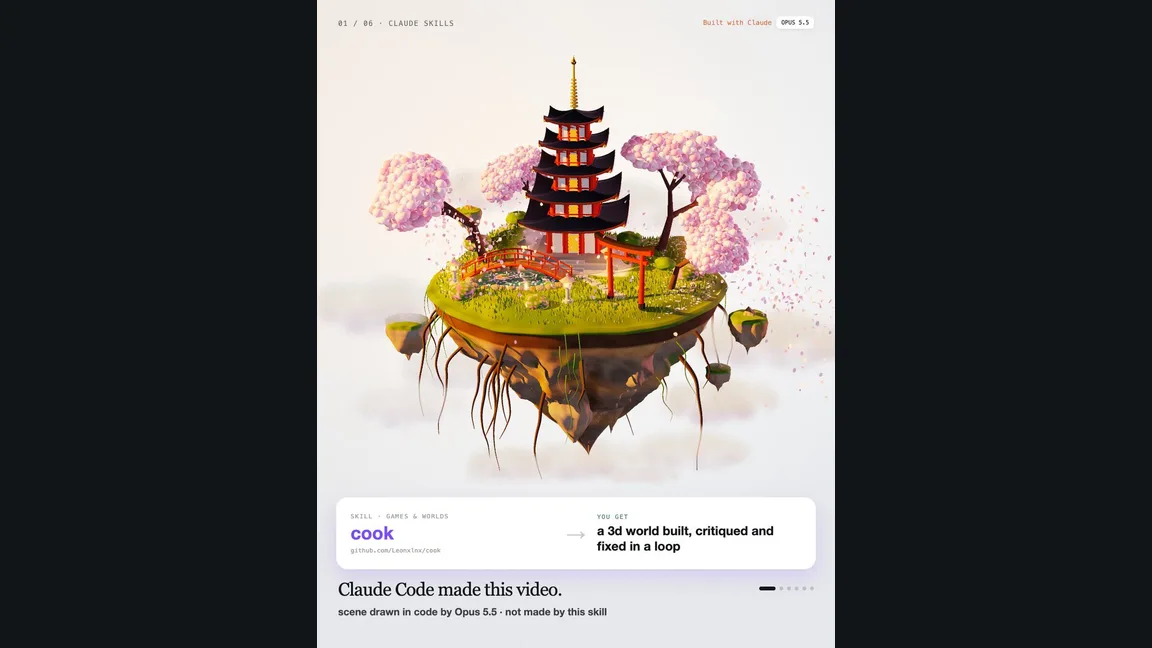 01 / 06 · CLAUDE SKILLS
Built with Claude OPUS 5.5
SKILL · GAMES & WORLDS
cook
github.com/Leonxlnx/cook
→
YOU GET
a 3d world built, critiqued and
fixed in a loop
Claude Code made this video.
scene drawn in code by Opus 5.5 · not made by this skill